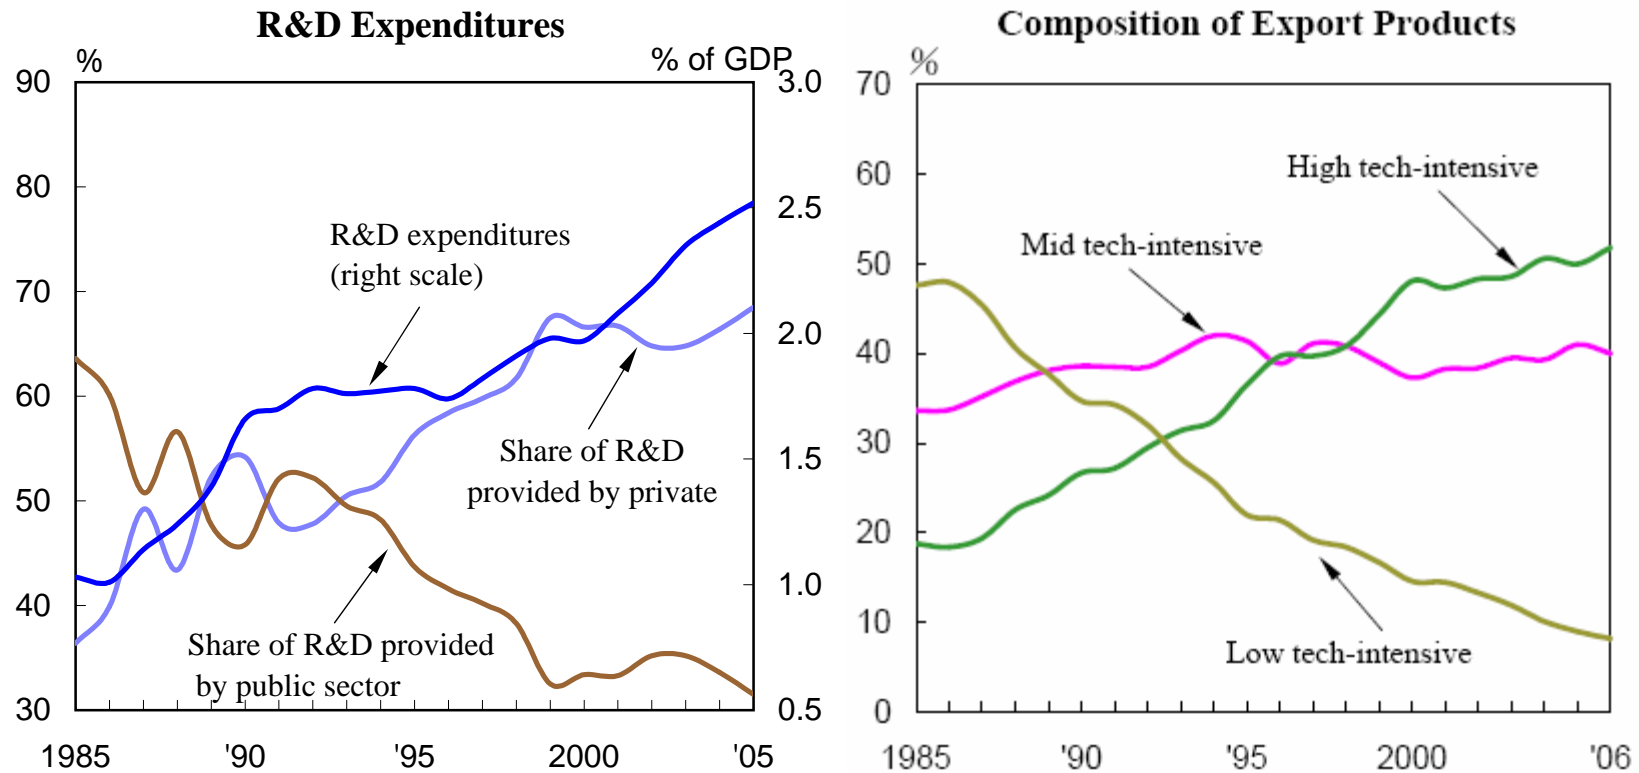 R&D Expenditures
%
% of GDP
90
80
70
60
50
40
30
3.0
2.5
2.0
1.5
1.0
0.5
R&D expenditures
(right scale)
Share of R&D
provided by private
Share of R&D provided
by public sector
1985
'90
'95
2000
'05
Composition of Export Products
%
70
60
50
40
30
20
10
0
High tech-intensive
Mid tech-intensive
Low tech-intensive
1985
'90
'95
2000
'06